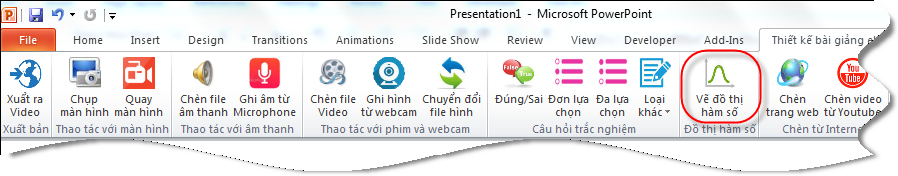 Presentation1 - Microsoft PowerPoint
File Home Insert Design Transitions Animations Slide Show Review View Developer Add-Ins Thiết kế bài giảng
False
True
You
Tube
Xuất ra Chụp Quay Chèn file Ghi âm từ Chèn file Ghi hình Chuyển đổi Đúng/Sai Đơn lựa Đa lựa Loại Vẽ đồ thị Chèn Chèn video
Video màn hình màn hình âm thanh Microphone Video từ webcam file hình chọn chọn khác hàm số trang web từ Youtube
Xuất bản Thao tác với màn hình Thao tác với âm thanh Thao tác với phim và webcam Câu hỏi trắc nghiệm Đồ thị hàm số Chèn từ Internet